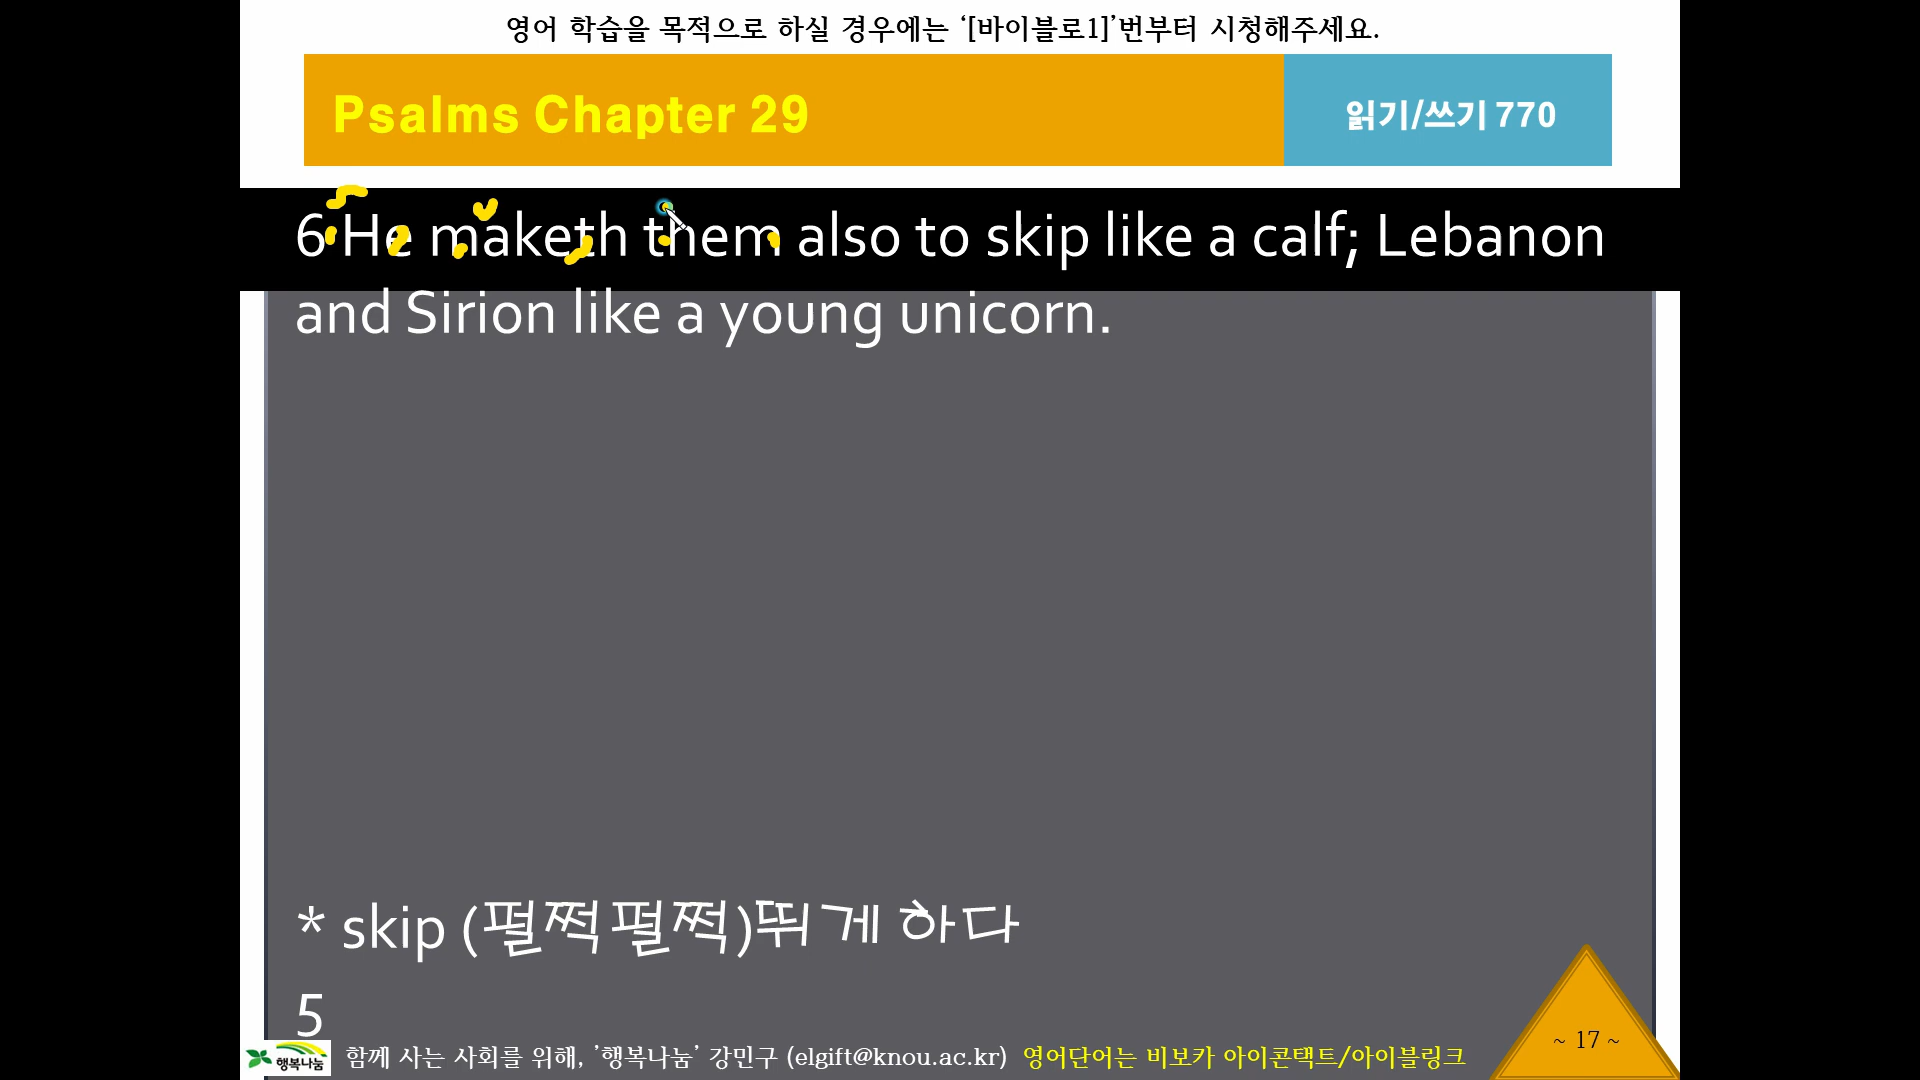 영어 학습을 목적으로 하실 경우에는 ‘[바이블로1]’번부터 시청해주세요.
Psalms Chapter 29
읽기/쓰기 770
6 He maketh them also to skip like a calf; Lebanon
and Sirion like a young unicorn.
* skip (펄쩍펄쩍)뛰게 하다
5
~ 17 ~
행복나눔 함께 사는 사회를 위해, ’행복나눔’ 강민구 (elgift@knou.ac.kr) 영어단어는 비보카 아이콘택트/아이블링크